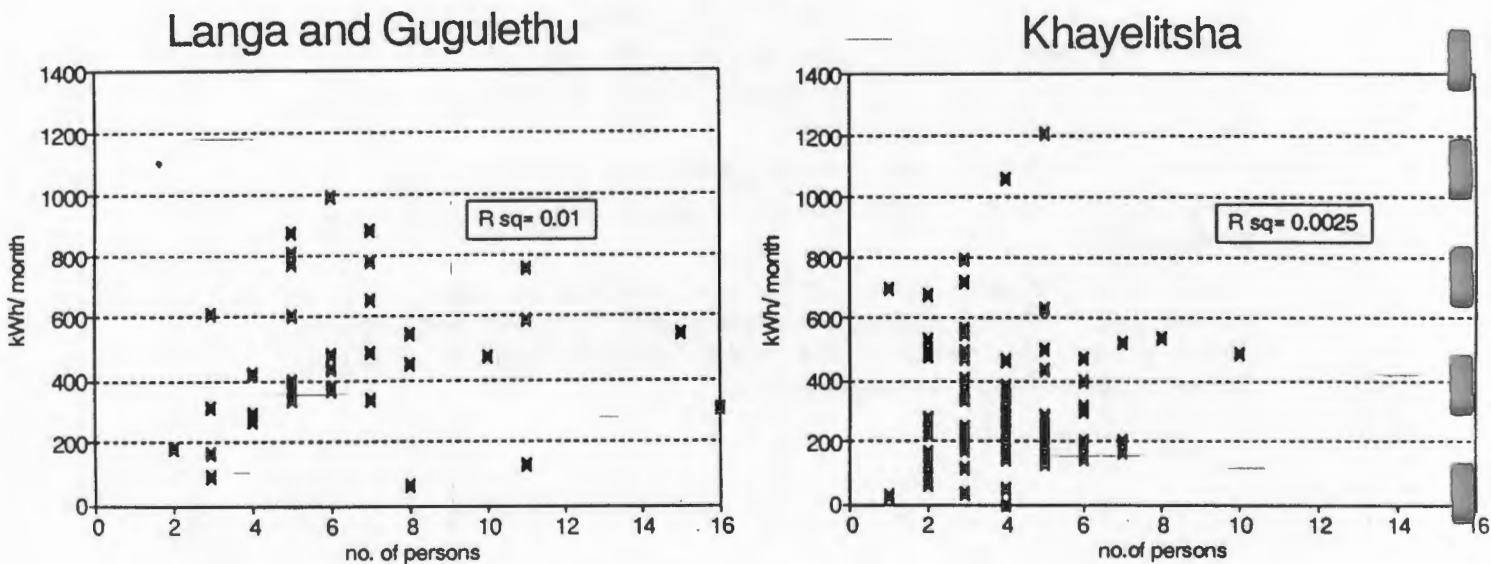 Langa and Gugulethu
1400
1200
1000
800
600
400
200
0
kWh/ month
R sq= 0.01
0 2 4 6 8 10 12 14 16
no. of persons
Khayelitsha
1400
1200
1000
800
600
400
200
0
kWh/ month
R sq= 0.0025
0 2 4 6 8 10 12 14 16
no.of persons